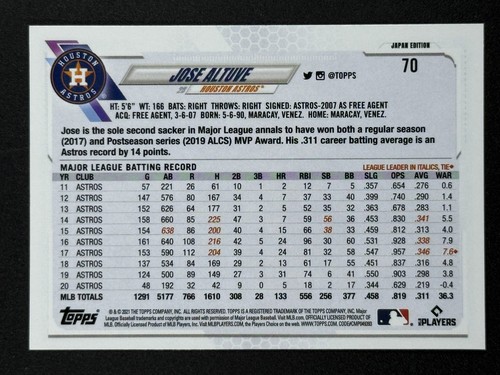 HOUSTON
ASTROS
JAPAN EDITION
JOSE ALTUVE
2B HOUSTON ASTROS®
@TOPPS
70
HT: 5'6" WT: 166 BATS: RIGHT THROWS: RIGHT SIGNED: ASTROS-2007 AS FREE AGENT
ACQ: FREE AGENT, 3-6-07 BORN: 5-6-90, MARACAY, VENEZ. HOME: MARACAY, VENEZ.
Jose is the sole second sacker in Major League annals to have won both a regular season
(2017) and Postseason series (2019 ALCS) MVP Award. His .311 career batting average is an
Astros record by 14 points.
MAJOR LEAGUE BATTING RECORD LEAGUE LEADER IN ITALICS, TIE♦
YR CLUB G AB R H 2B 3B HR RBI SB BB SLG OPS AVG WAR
11 ASTROS 57 221 26 61 10 1 2 12 7 5 .357 .654 .276 0.6
12 ASTROS 147 576 80 167 34 4 7 37 33 40 .399 .740 .290 1.4
13 ASTROS 152 626 64 177 31 2 5 52 35 32 .363 .678 .283 1.1
14 ASTROS 158 660 85 225 47 3 7 59 56 36 .453 .830 .341 5.5
15 ASTROS 154 638 86 200 40 4 15 66 38 33 .459 .812 .313 4.0
16 ASTROS 161 640 108 216 42 5 24 96 30 60 .531 .928 .338 7.9
17 ASTROS 153 590 112 204 39 4 24 81 32 58 .547 .957 .346 7.6♦
18 ASTROS 137 534 84 169 29 2 13 61 17 55 .451 .837 .316 4.8
19 ASTROS 124 500 89 149 27 3 31 74 6 41 .550 .903 .298 3.8
20 ASTROS 48 192 32 42 9 0 5 18 2 17 .344 .629 .219 -0.4
MLB TOTALS 1291 5177 766 1610 308 28 133 556 256 377 .458 .819 .311 36.3
Topps
MLB
PLAYERS